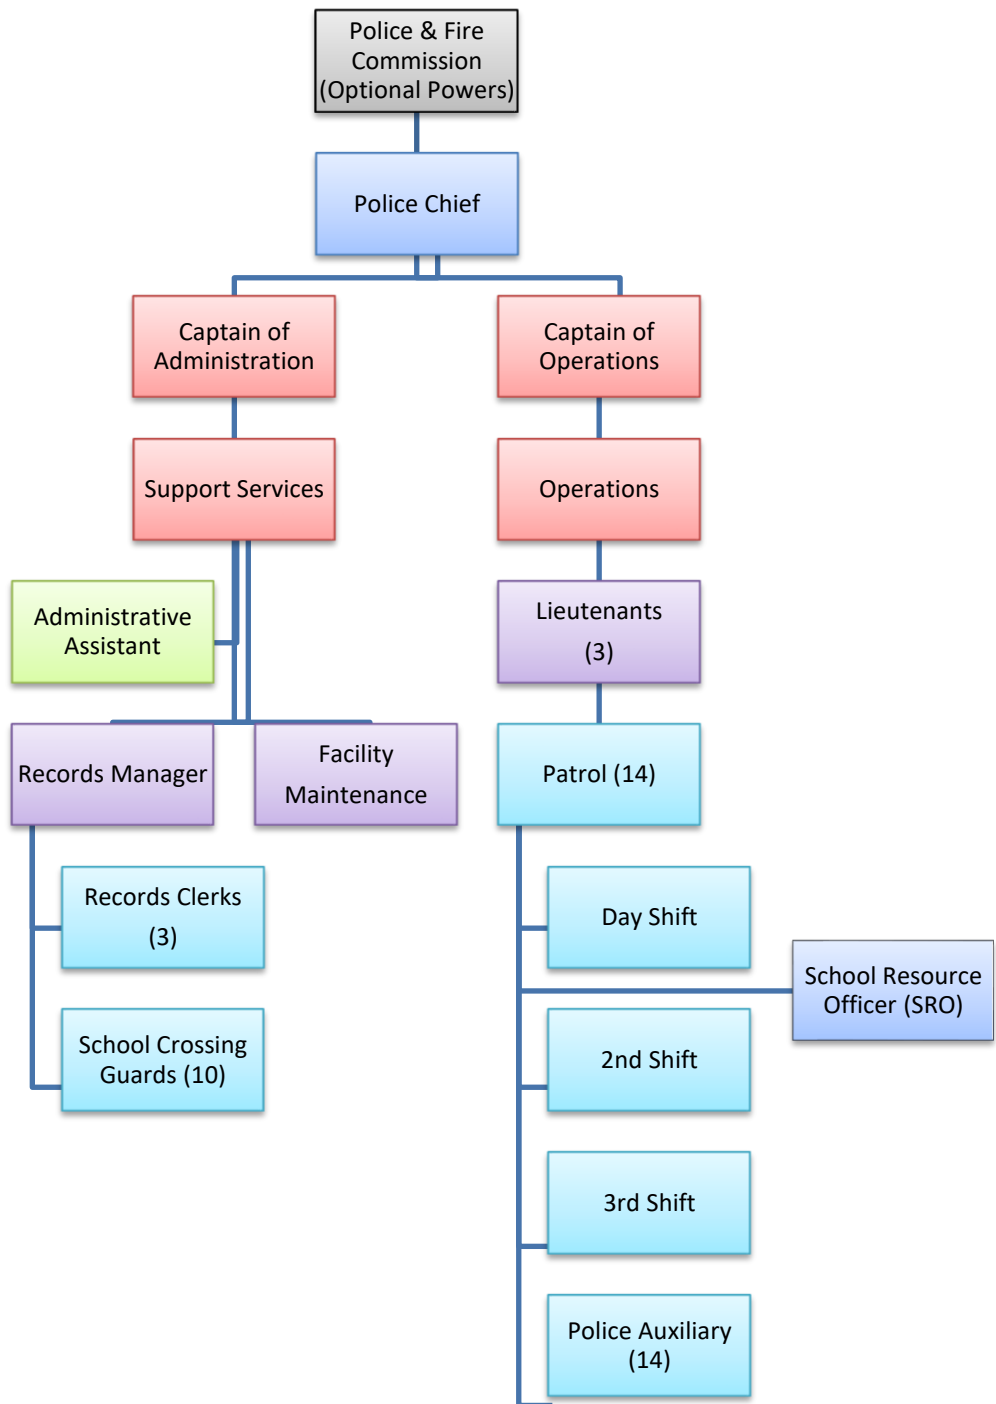 Police & Fire
Commission
(Optional Powers)
Police Chief
Captain of
Administration
Captain of
Operations
Support Services
Operations
Administrative
Assistant
Lieutenants
(3)
Records Manager
Facility
Maintenance
Patrol (14)
Records Clerks
(3)
Day Shift
School Resource
Officer (SRO)
School Crossing
Guards (10)
2nd Shift
3rd Shift
Police Auxiliary
(14)